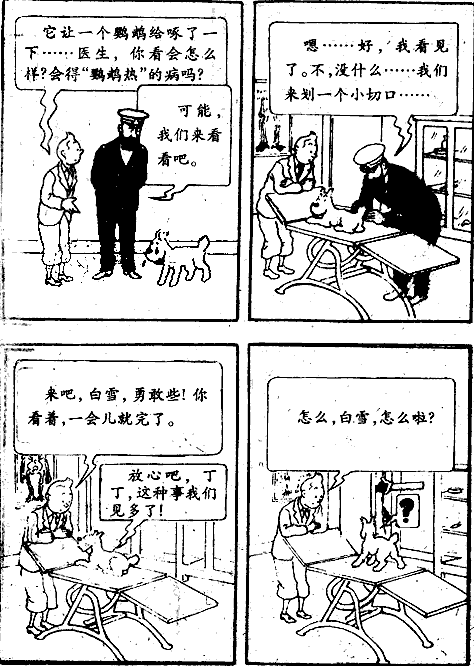 它让一个鹦鹉给啄了一
下……医生，你看会怎么
样？会得“鹦鹉热”的病吗？
可能，
我们来看
看吧。
嗯……好，我看见
了。不，没什么……我们
来划一个小切口……
来吧，白雪，勇敢些！你
看着，一会儿就完了。
放心吧，丁
丁，这种事我们
见多了！
怎么，白雪，怎么啦？
?